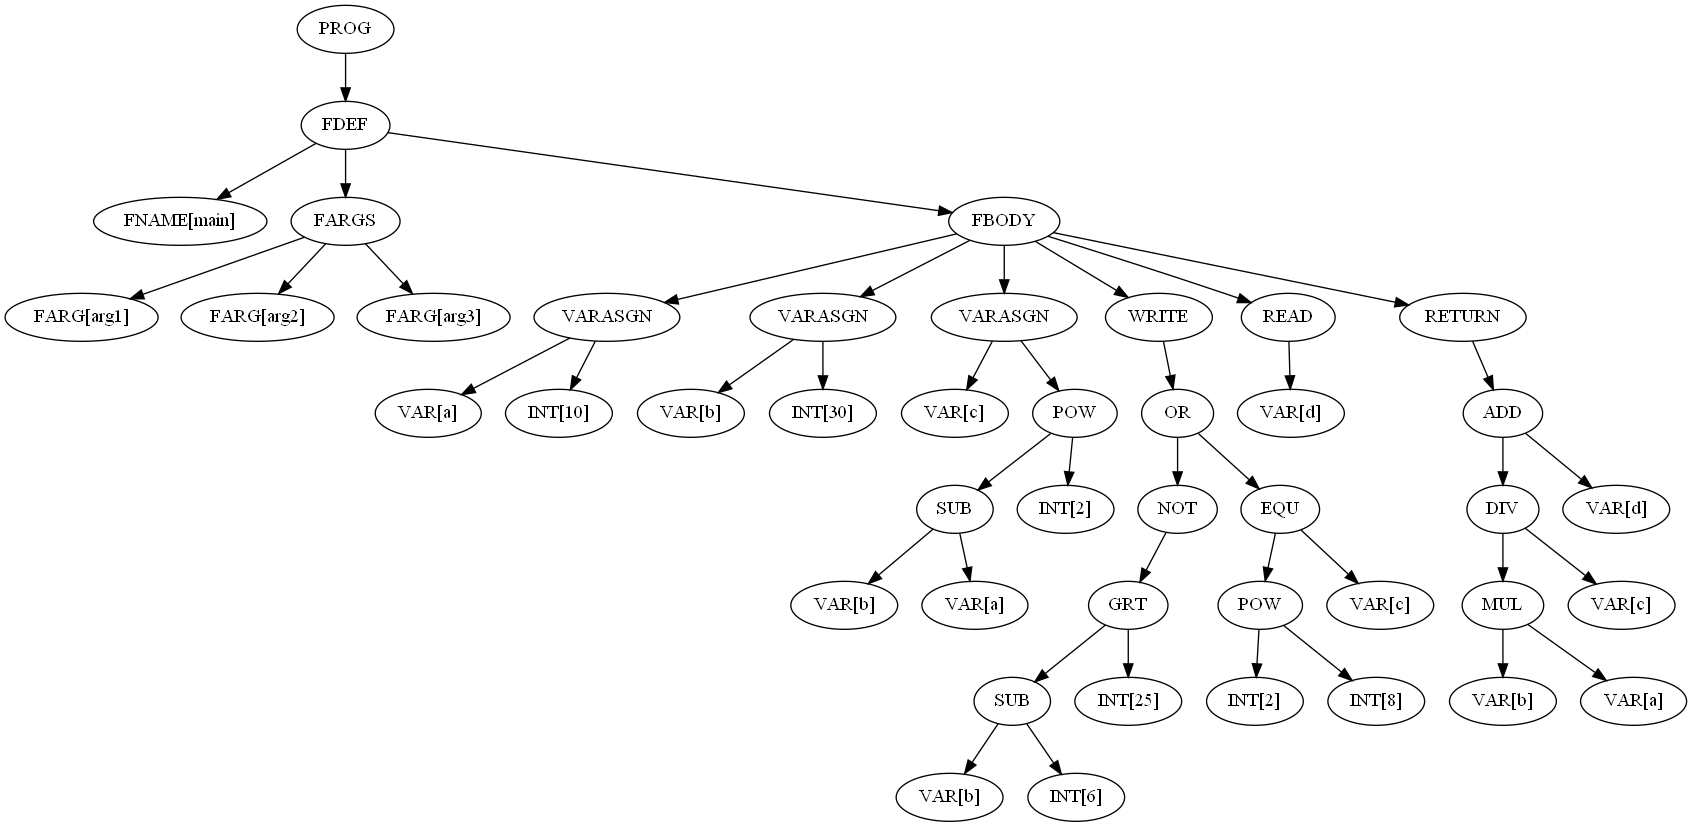 PROG
FDEF
FNAME[main]
FARGS
FBODY
FARG[arg1]
FARG[arg2]
FARG[arg3]
VARASGN
VARASGN
VARASGN
WRITE
READ
RETURN
VAR[a]
INT[10]
VAR[b]
INT[30]
VAR[c]
POW
OR
VAR[d]
ADD
SUB
INT[2]
NOT
EQU
DIV
VAR[d]
VAR[b]
VAR[a]
GRT
POW
VAR[c]
MUL
VAR[c]
SUB
INT[25]
INT[2]
INT[8]
VAR[b]
VAR[a]
VAR[b]
INT[6]